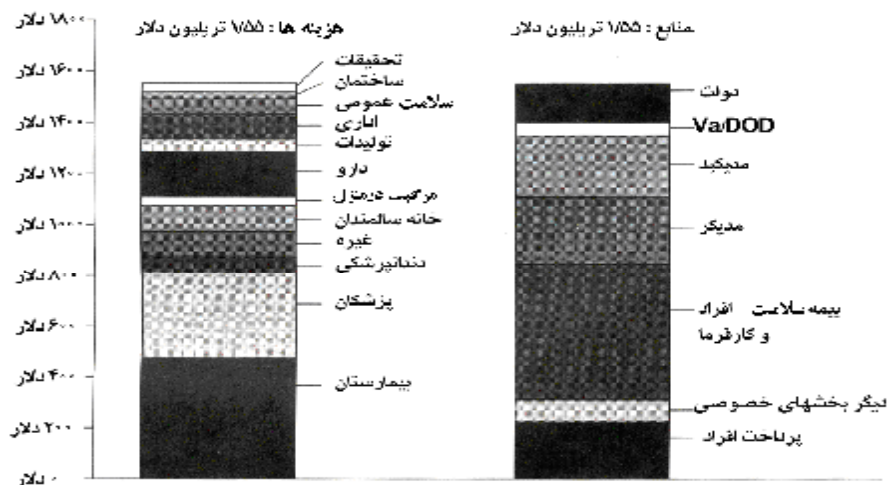 هزینه ها : ۱/۵۵ تریلیون دلار
منابع : ۱/۵۵ تریلیون دلار
۱۸۰۰ دلار
۱۶۰۰ دلار
۱۴۰۰ دلار
۱۲۰۰ دلار
۱۰۰۰ دلار
۸۰۰ دلار
۶۰۰ دلار
۴۰۰ دلار
۲۰۰ دلار
۰ دلار
تحقیقات
ساختمان
سلامت عمومی
اداری
تولیدات
دارو
مراقبت درمنزل
خانه سالمندان
غیره
دندانپزشکی
پزشکان
بیمارستان
دولت
Va/DOD
مدیکید
مدیکر
بیمه سلامت افراد
و کارفرما
دیگر بخشهای خصوصی
پرداخت افراد